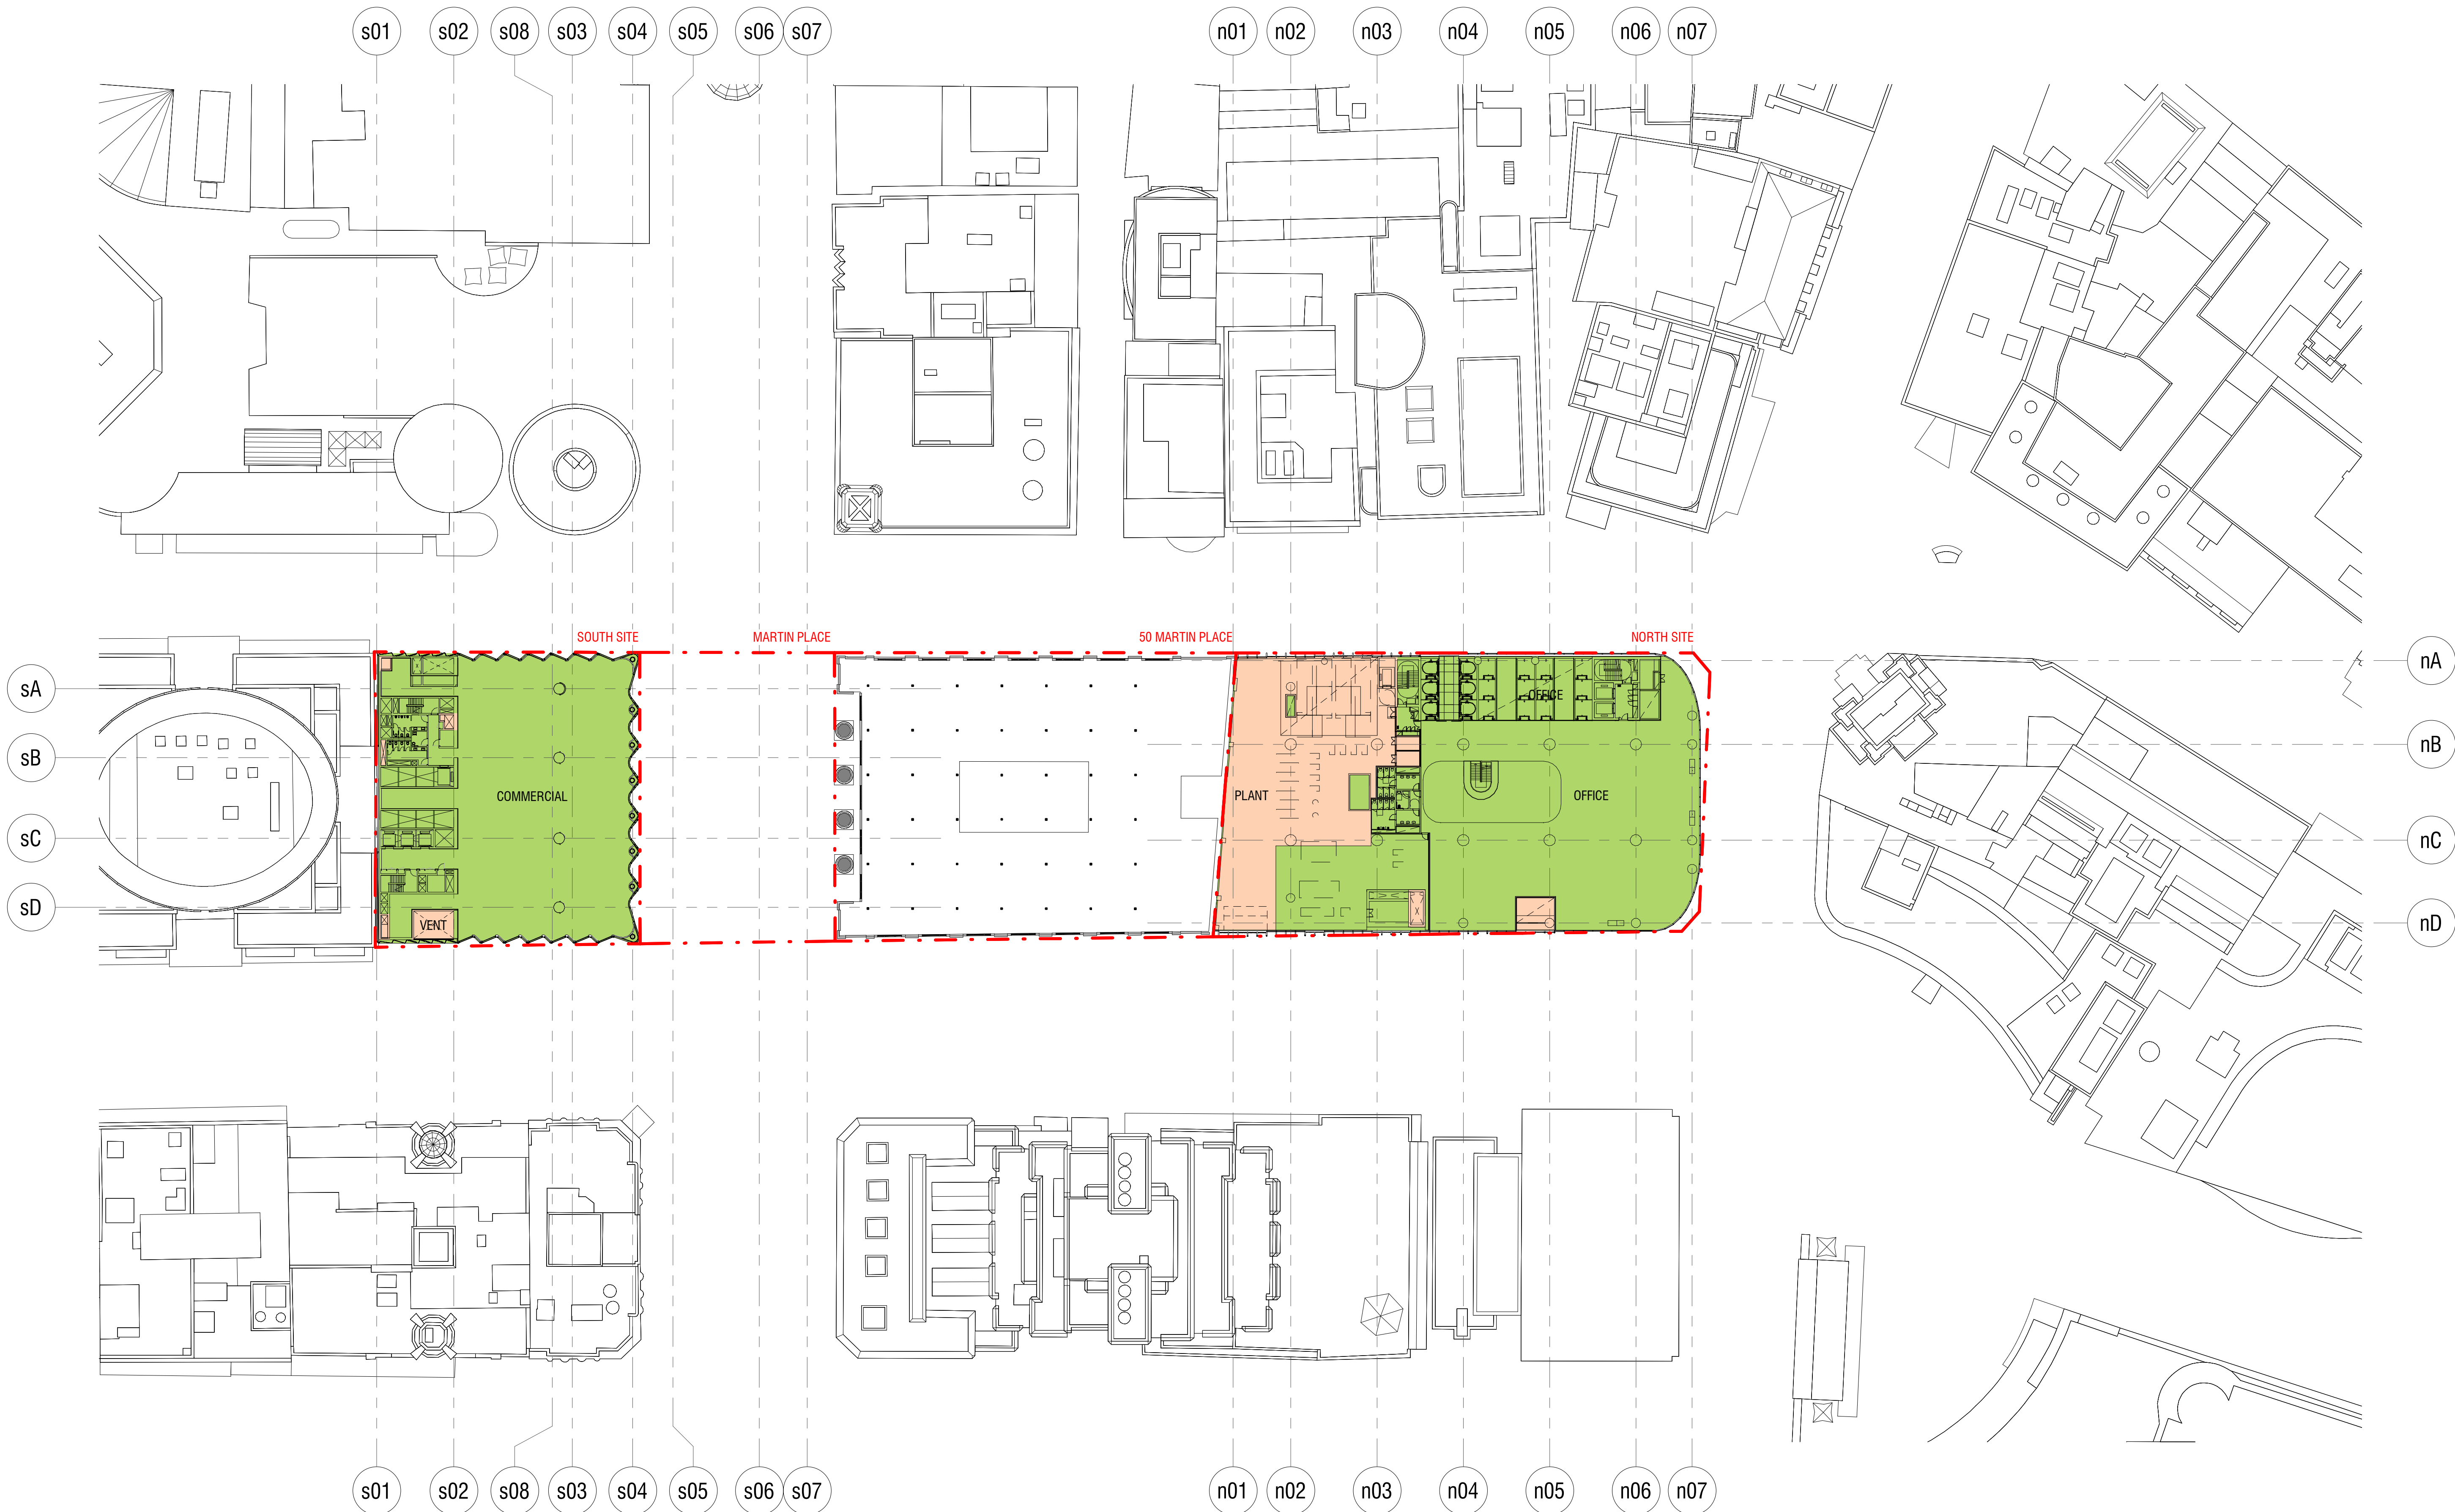 s01 s02 s08 s03 s04 s05 s06 s07 n01 n02 n03 n04 n05 n06 n07
SOUTH SITE MARTIN PLACE 50 MARTIN PLACE NORTH SITE
nA
sA
OFFICE
nB
sB
COMMERCIAL PLANT OFFICE
sC
nC
sD
nD
VENT
s01 s02 s08 s03 s04 s05 s06 s07 n01 n02 n03 n04 n05 n06 n07